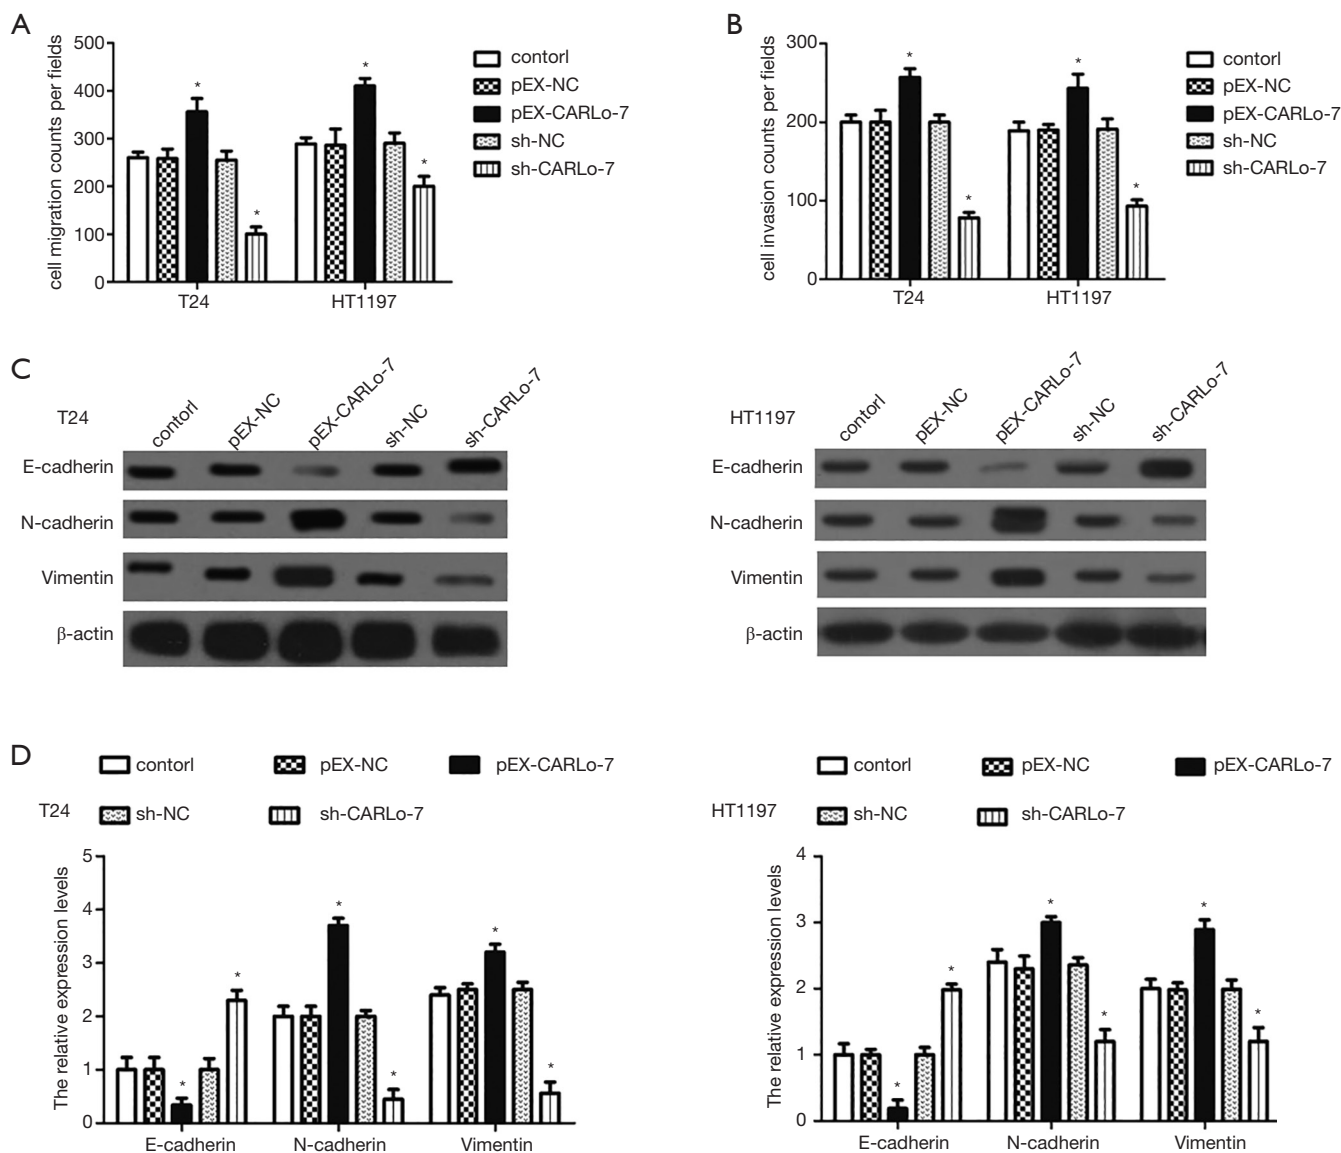 A
cell migration counts per fields
500
400
300
200
100
0
T24
HT1197
*
*
*
*
contorl
pEX-NC
pEX-CARLo-7
sh-NC
sh-CARLo-7
B
cell invasion counts per fields
300
200
100
0
T24
HT1197
*
*
*
*
contorl
pEX-NC
pEX-CARLo-7
sh-NC
sh-CARLo-7
C
T24
contorl
pEX-NC
pEX-CARLo-7
sh-NC
sh-CARLo-7
E-cadherin
N-cadherin
Vimentin
β-actin
HT1197
contorl
pEX-NC
pEX-CARLo-7
sh-NC
sh-CARLo-7
E-cadherin
N-cadherin
Vimentin
β-actin
D
contorl
pEX-NC
pEX-CARLo-7
T24
sh-NC
sh-CARLo-7
The relative expression levels
5
4
3
2
1
0
*
*
*
*
*
*
E-cadherin
N-cadherin
Vimentin
contorl
pEX-NC
pEX-CARLo-7
HT1197
sh-NC
sh-CARLo-7
The relative expression levels
4
3
2
1
0
*
*
*
*
*
*
E-cadherin
N-cadherin
Vimentin